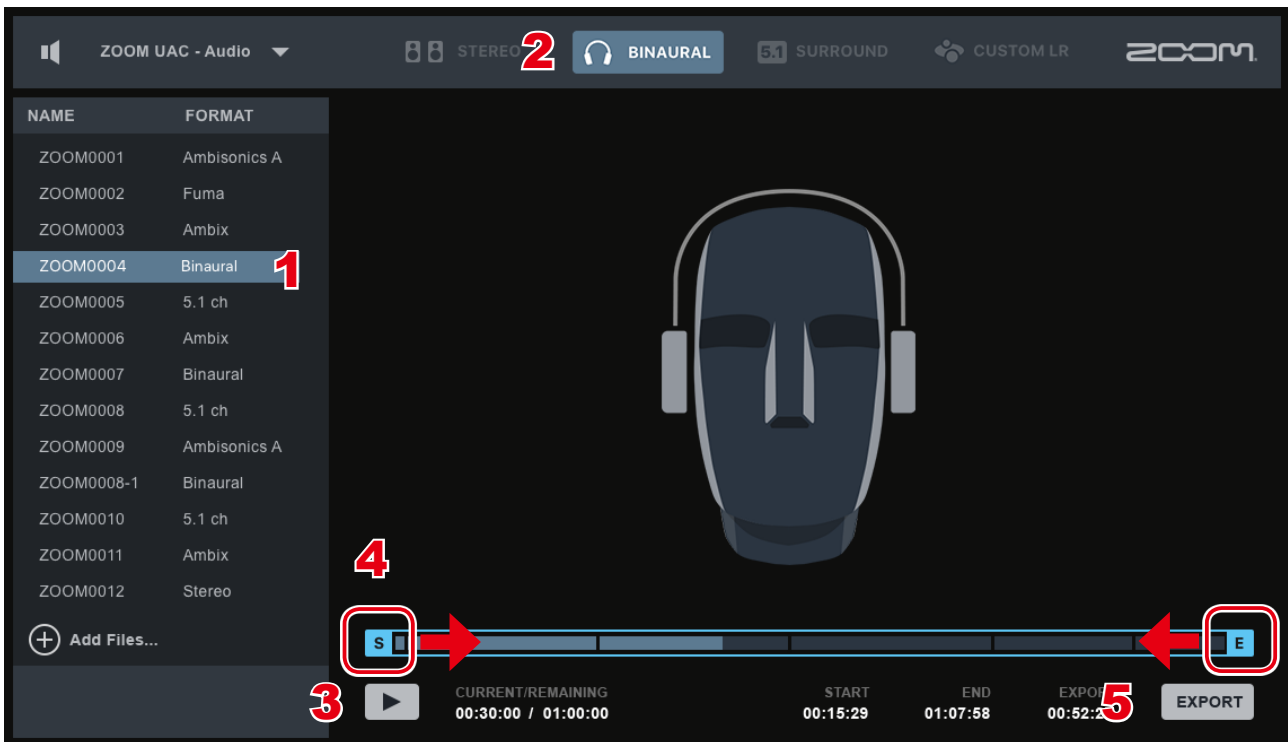 ZOOM UAC - Audio
STEREO
2
BINAURAL
5.1 SURROUND
CUSTOM LR
ZOOM
NAME FORMAT
ZOOM0001 Ambisonics A
ZOOM0002 Fuma
ZOOM0003 Ambix
ZOOM0004 Binaural 1
ZOOM0005 5.1 ch
ZOOM0006 Ambix
ZOOM0007 Binaural
ZOOM0008 5.1 ch
ZOOM0009 Ambisonics A
ZOOM0008-1 Binaural
ZOOM0010 5.1 ch
ZOOM0011 Ambix
ZOOM0012 Stereo
Add Files...
4
S E
3
CURRENT/REMAINING START END
00:30:00 / 01:00:00 00:15:29 01:07:58
5
EXPORT